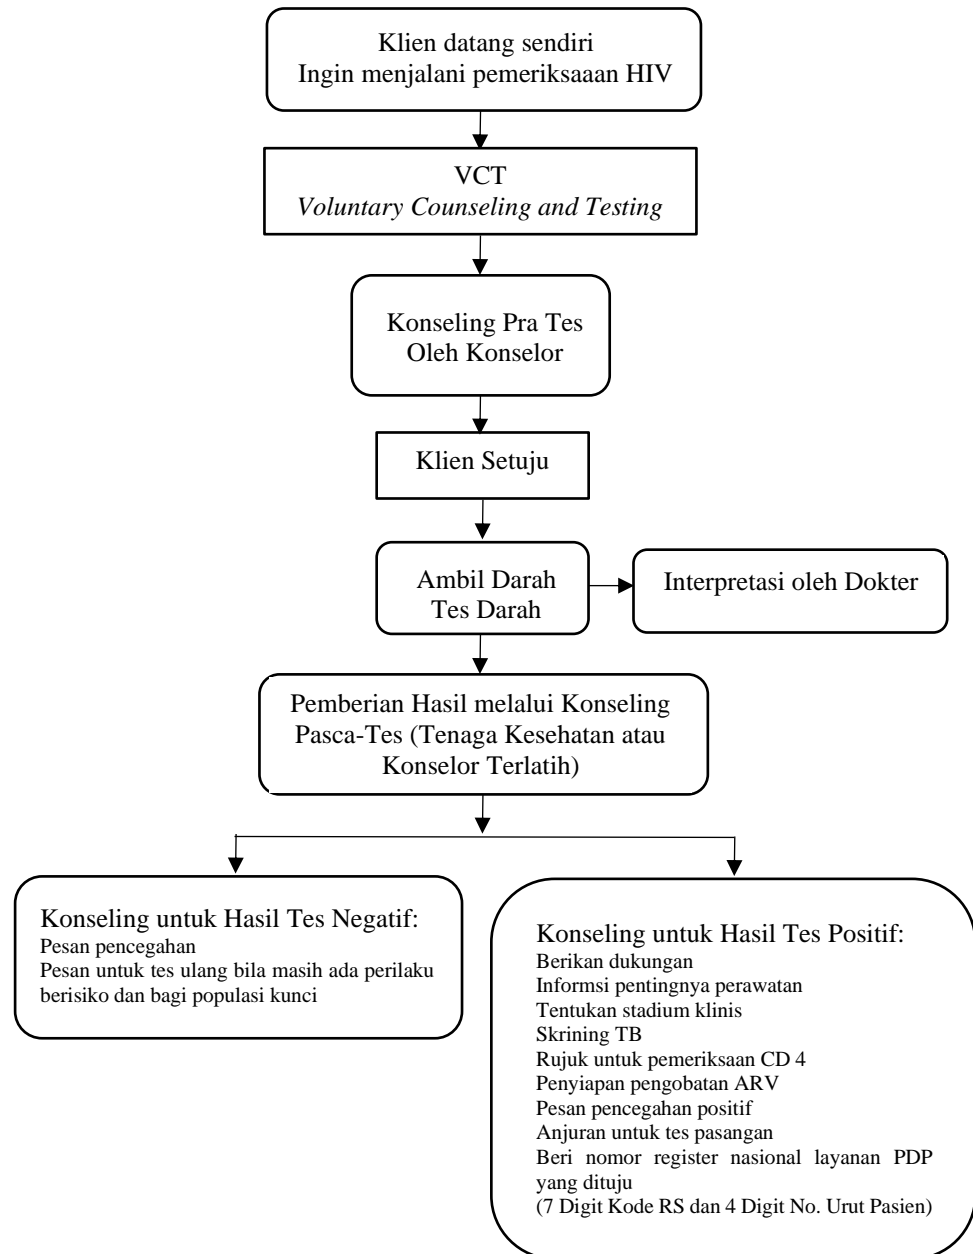 Klien datang sendiri
Ingin menjalani pemeriksaaan HIV
VCT
Voluntary Counseling and Testing
Konseling Pra Tes
Oleh Konselor
Klien Setuju
Ambil Darah
Tes Darah
Interpretasi oleh Dokter
Pemberian Hasil melalui Konseling
Pasca-Tes (Tenaga Kesehatan atau
Konselor Terlatih)
Konseling untuk Hasil Tes Negatif:
Pesan pencegahan
Pesan untuk tes ulang bila masih ada perilaku
berisiko dan bagi populasi kunci
Konseling untuk Hasil Tes Positif:
Berikan dukungan
Informsi pentingnya perawatan
Tentukan stadium klinis
Skrining TB
Rujuk untuk pemeriksaan CD 4
Penyiapan pengobatan ARV
Pesan pencegahan positif
Anjuran untuk tes pasangan
Beri nomor register nasional layanan PDP
yang dituju
(7 Digit Kode RS dan 4 Digit No. Urut Pasien)